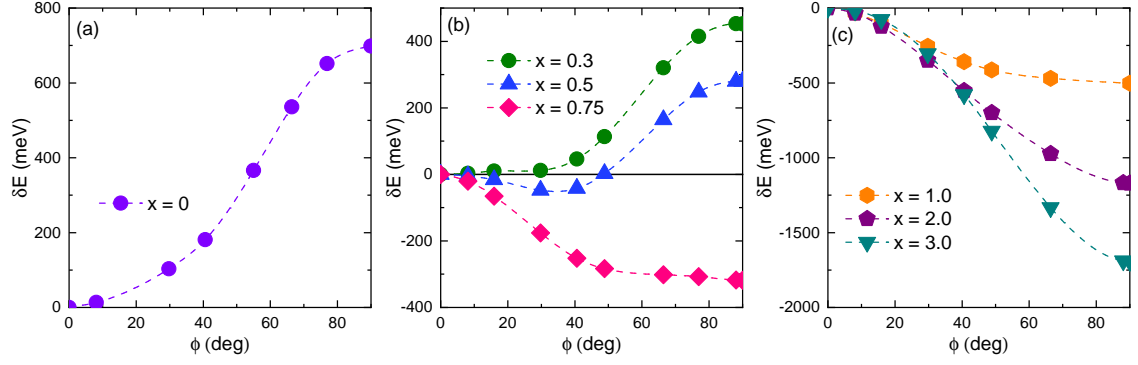 (a)
800
600
400
200
0
0
20
40
60
80
δE (meV)
ϕ (deg)
x = 0
(b)
400
200
0
-200
-400
0
20
40
60
80
δE (meV)
ϕ (deg)
x = 0.3
x = 0.5
x = 0.75
(c)
0
-500
-1000
-1500
-2000
0
20
40
60
80
δE (meV)
ϕ (deg)
x = 1.0
x = 2.0
x = 3.0